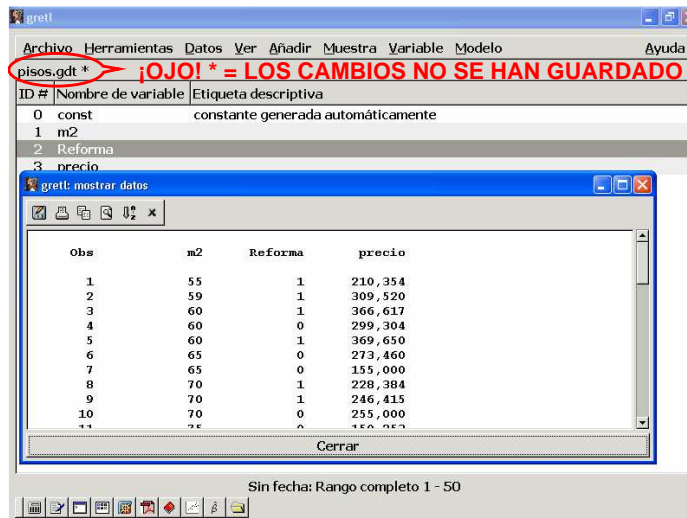 gretl
Archivo Herramientas Datos Ver Añadir Muestra Variable Modelo Ayuda
pisos.gdt * ¡OJO! * = LOS CAMBIOS NO SE HAN GUARDADO
ID # Nombre de variable Etiqueta descriptiva
0 const constante generada automáticamente
1 m2
2 Reforma
3 precio
gretl: mostrar datos
Obs m2 Reforma precio
1 55 1 210,354
2 59 1 309,520
3 60 1 366,617
4 60 0 299,304
5 60 1 369,650
6 65 0 273,460
7 65 0 155,000
8 70 1 228,384
9 70 1 246,415
10 70 0 255,000
Cerrar
Sin fecha: Rango completo 1 - 50